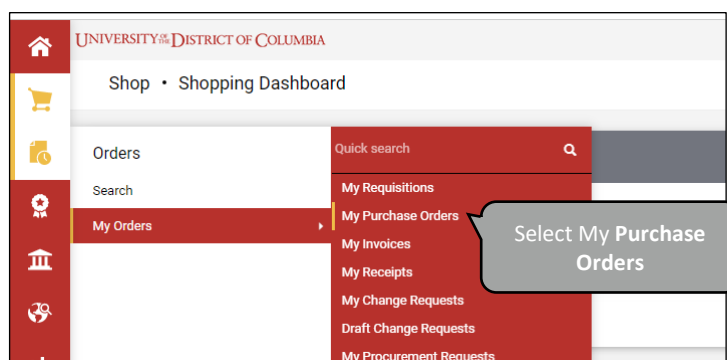 UNIVERSITY OF THE DISTRICT OF COLUMBIA
Shop • Shopping Dashboard
Orders
Search
My Orders
Quick search
My Requisitions
My Purchase Orders
My Invoices
My Receipts
My Change Requests
Draft Change Requests
My Procurement Requests
Select My Purchase
Orders